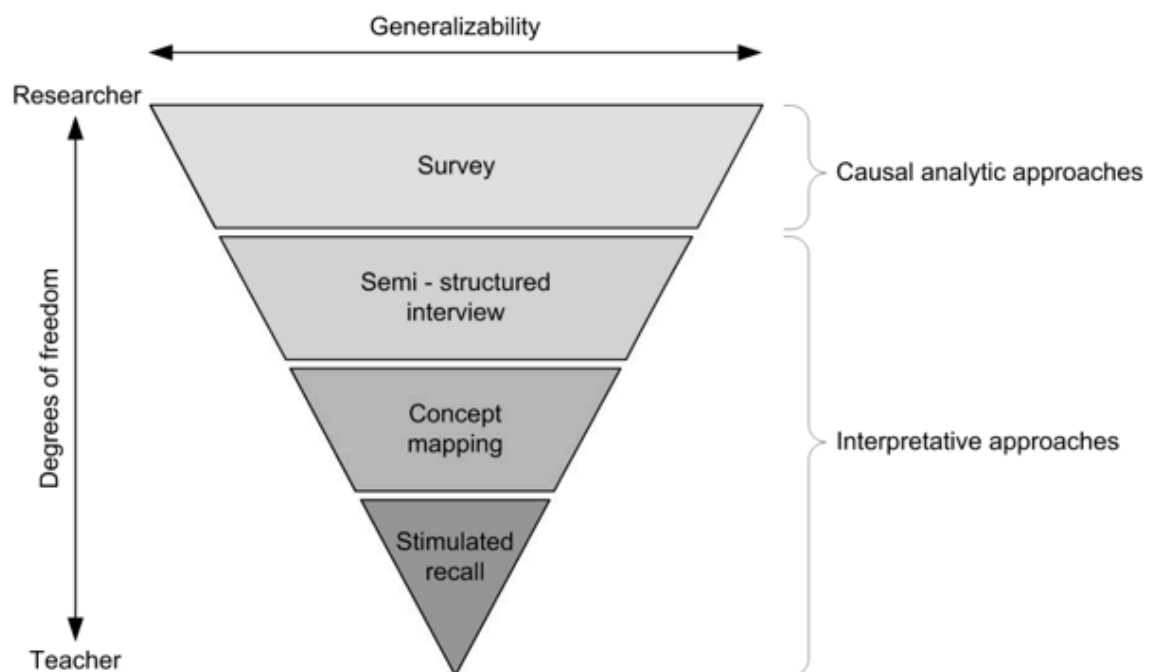 Generalizability
Researcher
Survey
Causal analytic approaches
Semi - structured
interview
Degrees of freedom
Concept
mapping
Interpretative approaches
Stimulated
recall
Teacher